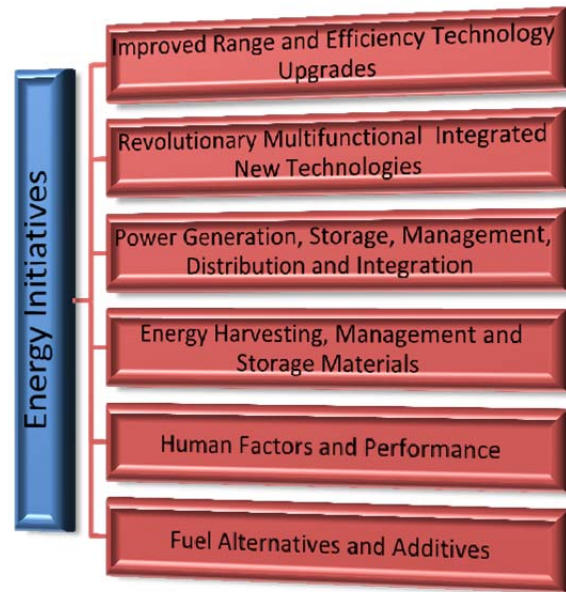 Energy Initiatives
Improved Range and Efficiency Technology
Upgrades
Revolutionary Multifunctional Integrated
New Technologies
Power Generation, Storage, Management,
Distribution and Integration
Energy Harvesting, Management and
Storage Materials
Human Factors and Performance
Fuel Alternatives and Additives